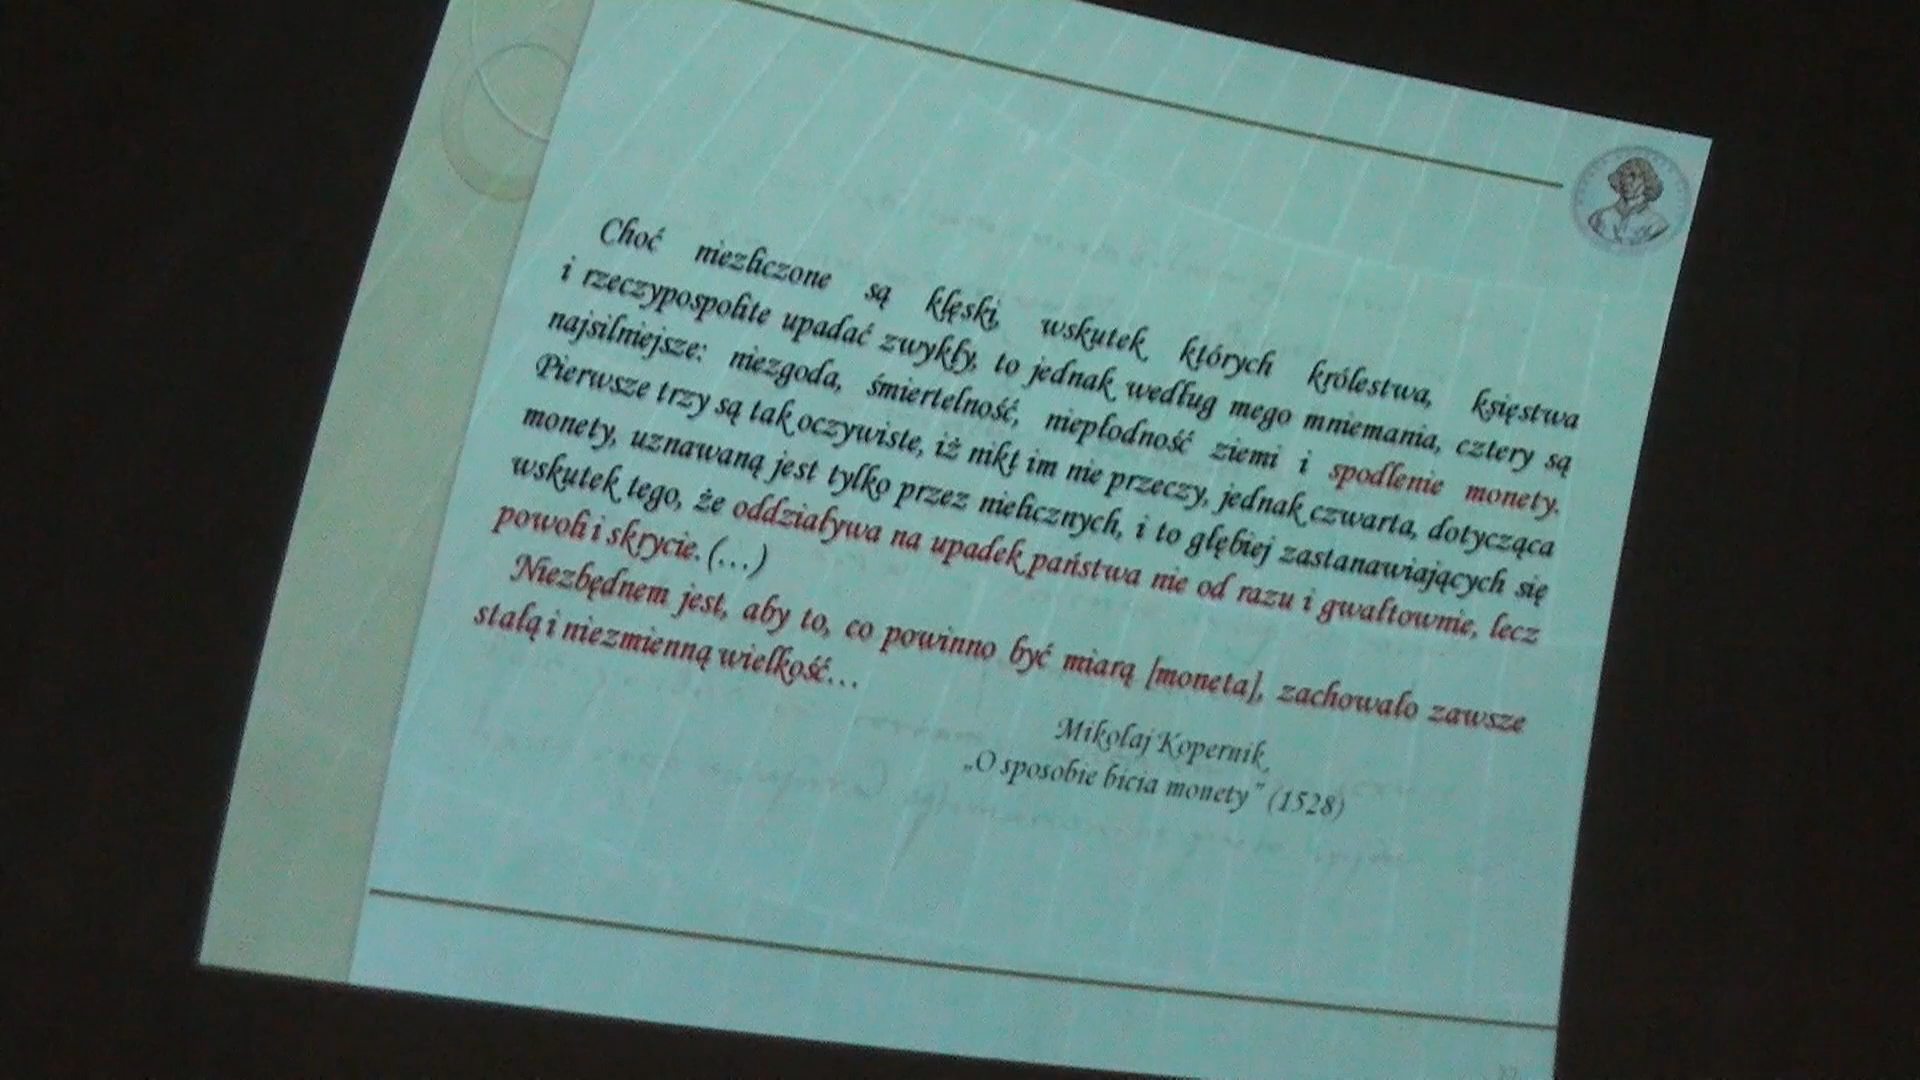 Choć niezliczone są klęski, wskutek których królestwa, księstwa
i rzeczypospolite upadać zwykły, to jednak według mego mniemania, cztery są
najsilniejsze: niezgoda, śmiertelność, niepłodność ziemi i spodlenie monety.
Pierwsze trzy są tak oczywiste, iż nikt im nie przeczy, jednak czwarta, dotycząca
monety, uznawaną jest tylko przez nielicznych, i to głębiej zastanawiających się
wskutek tego, że oddziaływa na upadek państwa nie od razu i gwałtownie, lecz
powoli i skrycie. (…)
Niezbędnem jest, aby to, co powinno być miarą [moneta], zachowało zawsze
stałą i niezmienną wielkość…
Mikołaj Kopernik,
„O sposobie bicia monety” (1528)